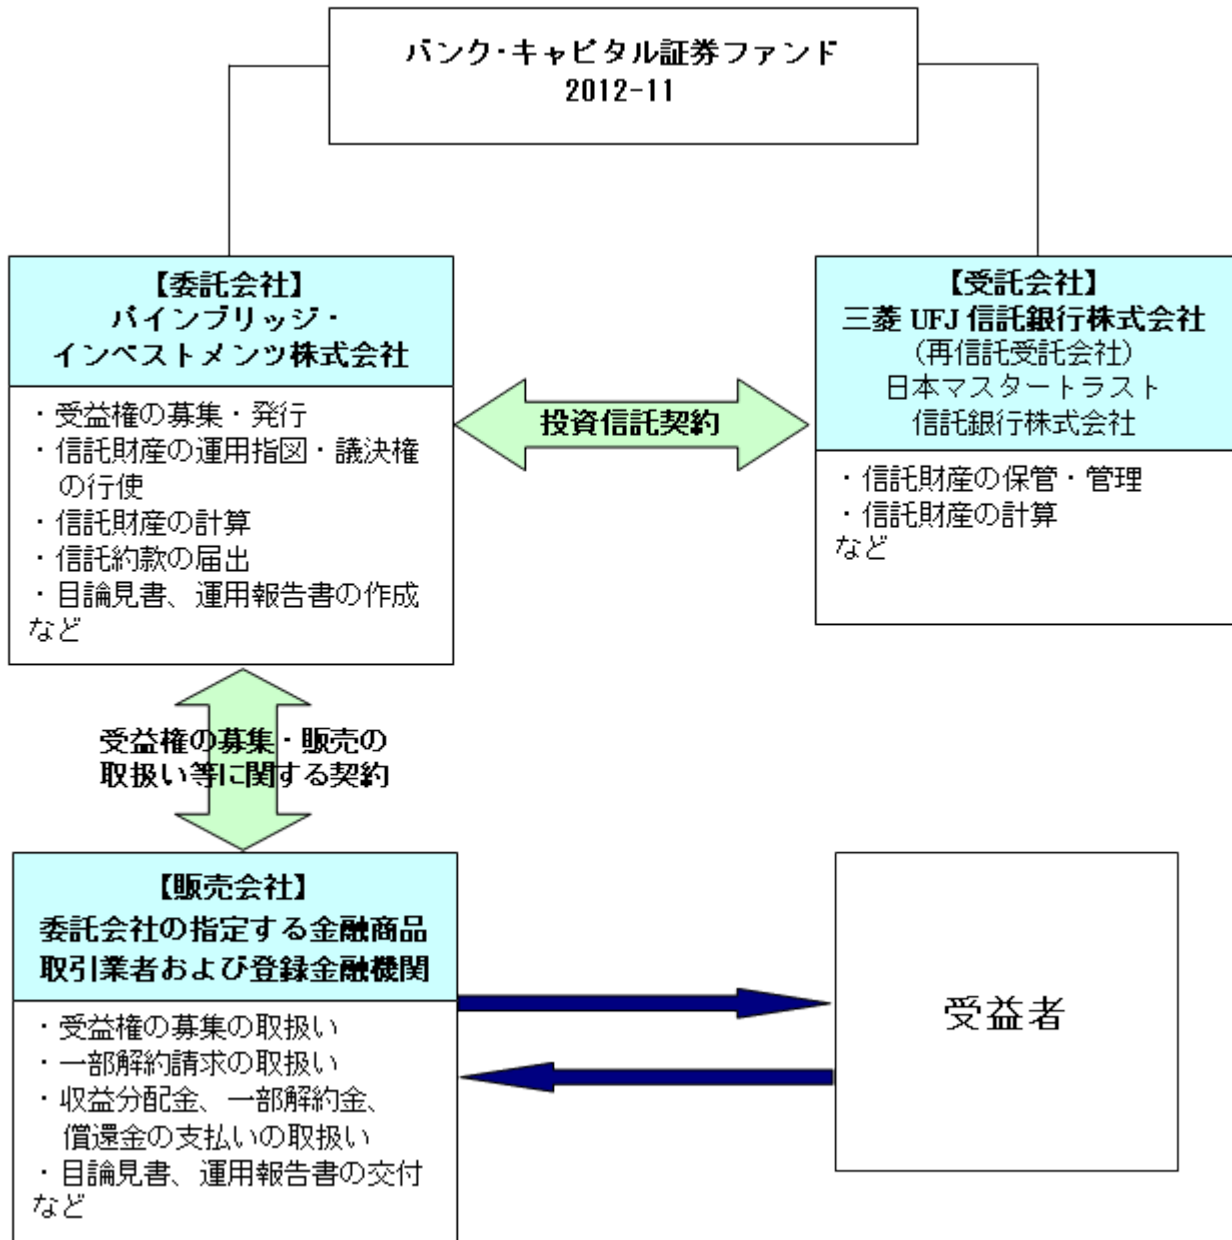 バンク・キャピタル証券ファンド
2012-11
【委託会社】
パインブリッジ・
インベストメンツ株式会社
・受益権の募集・発行
・信託財産の運用指図・議決権
の行使
・信託財産の計算
・信託約款の届出
・目論見書、運用報告書の作成
など
投資信託契約
【受託会社】
三菱 UFJ 信託銀行株式会社
（再信託受託会社）
日本マスタートラスト
信託銀行株式会社
・信託財産の保管・管理
・信託財産の計算
など
受益権の募集・販売の
取扱い等に関する契約
【販売会社】
委託会社の指定する金融商品
取引業者および登録金融機関
・受益権の募集の取扱い
・一部解約請求の取扱い
・収益分配金、一部解約金、
償還金の支払いの取扱い
・目論見書、運用報告書の交付
など
受益者